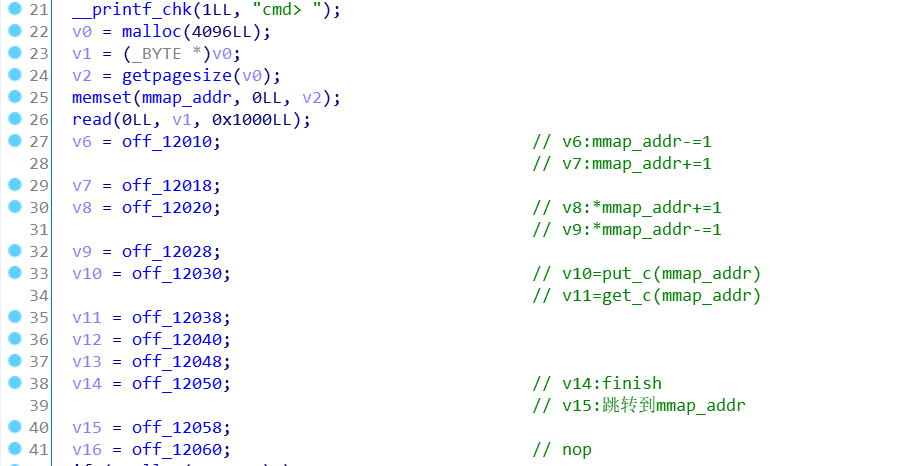 21 __printf_chk(1LL, "cmd> ");
22 v0 = malloc(4096LL);
23 v1 = (_BYTE *)v0;
24 v2 = getpagesize(v0);
25 memset(mmap_addr, 0LL, v2);
26 read(0LL, v1, 0x1000LL);
27 v6 = off_12010; // v6:mmap_addr-=1
28 // v7:mmap_addr+=1
29 v7 = off_12018;
30 v8 = off_12020; // v8:*mmap_addr+=1
31 // v9:*mmap_addr-=1
32 v9 = off_12028;
33 v10 = off_12030; // v10=put_c(mmap_addr)
34 // v11=get_c(mmap_addr)
35 v11 = off_12038;
36 v12 = off_12040;
37 v13 = off_12048;
38 v14 = off_12050; // v14:finish
39 // v15:跳转到mmap_addr
40 v15 = off_12058;
41 v16 = off_12060; // nop